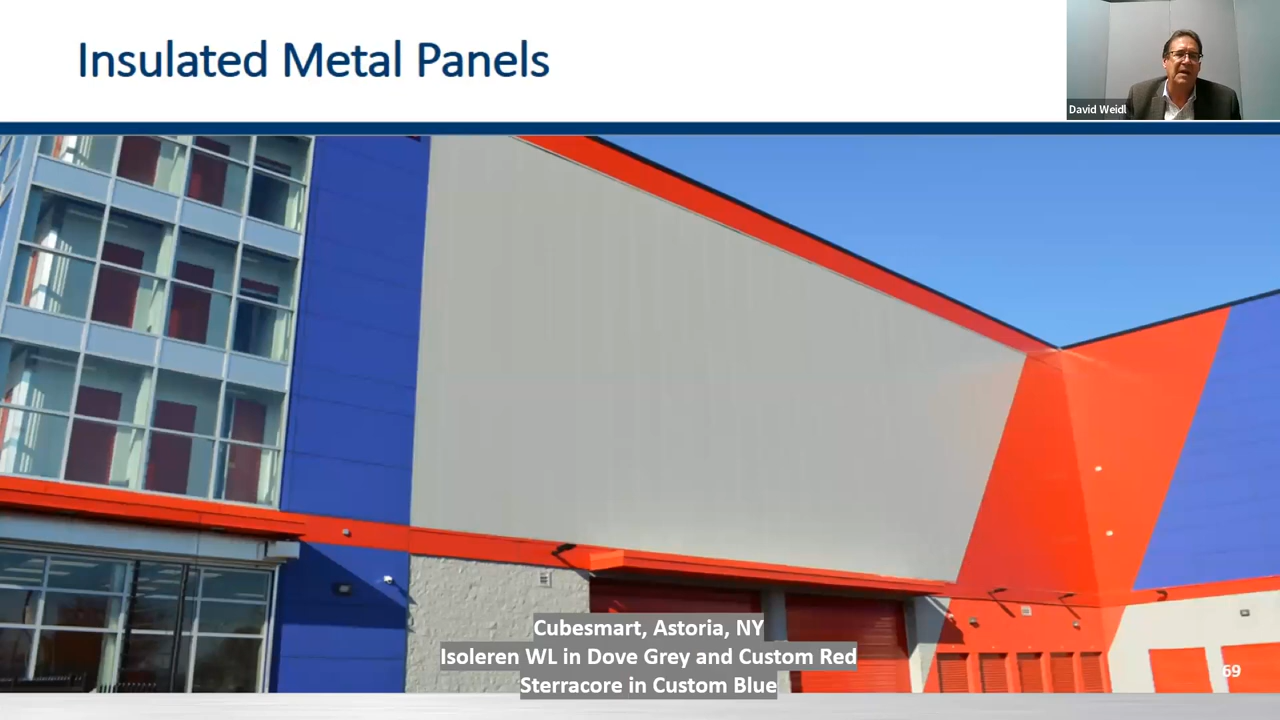 Insulated Metal Panels
David Weidl
Cubesmart, Astoria, NY
Isoleren WL in Dove Grey and Custom Red
Sterracore in Custom Blue
69